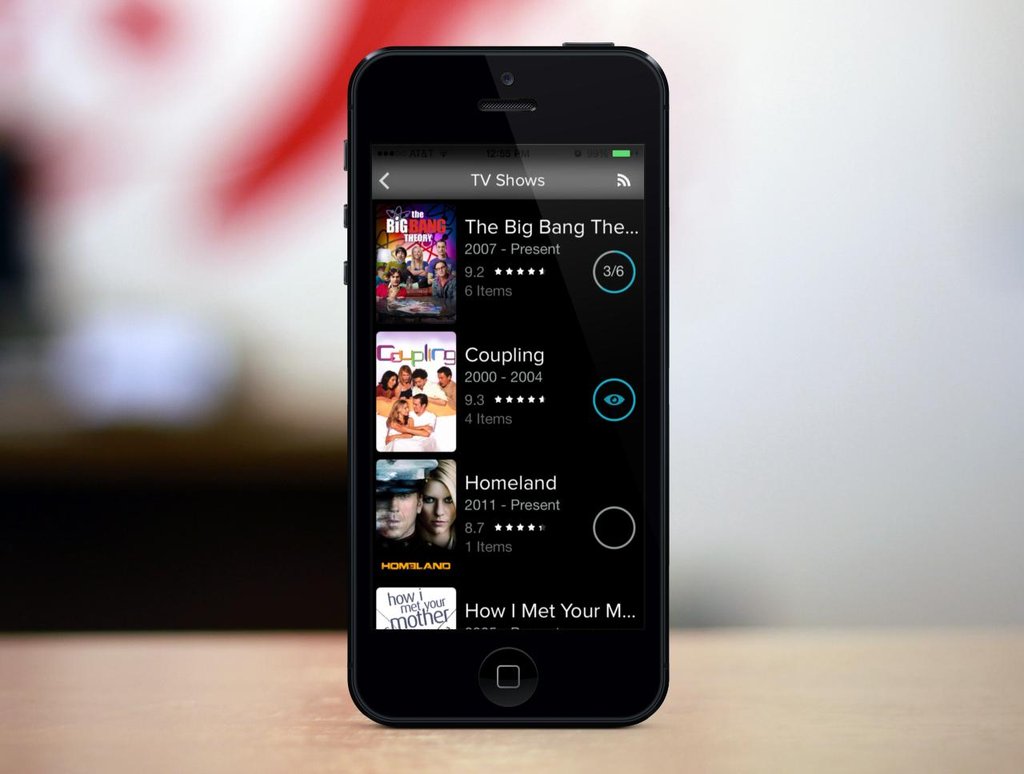 AT&T 12:55 PM 99%
TV Shows
the
BIG BANG
THEORY
The Big Bang The...
2007 - Present
9.2
6 Items
3/6
Coupling
Coupling
2000 - 2004
9.3
4 Items
HOMELAND
Homeland
2011 - Present
8.7
1 Items
how i
met your
mother
How I Met Your M...